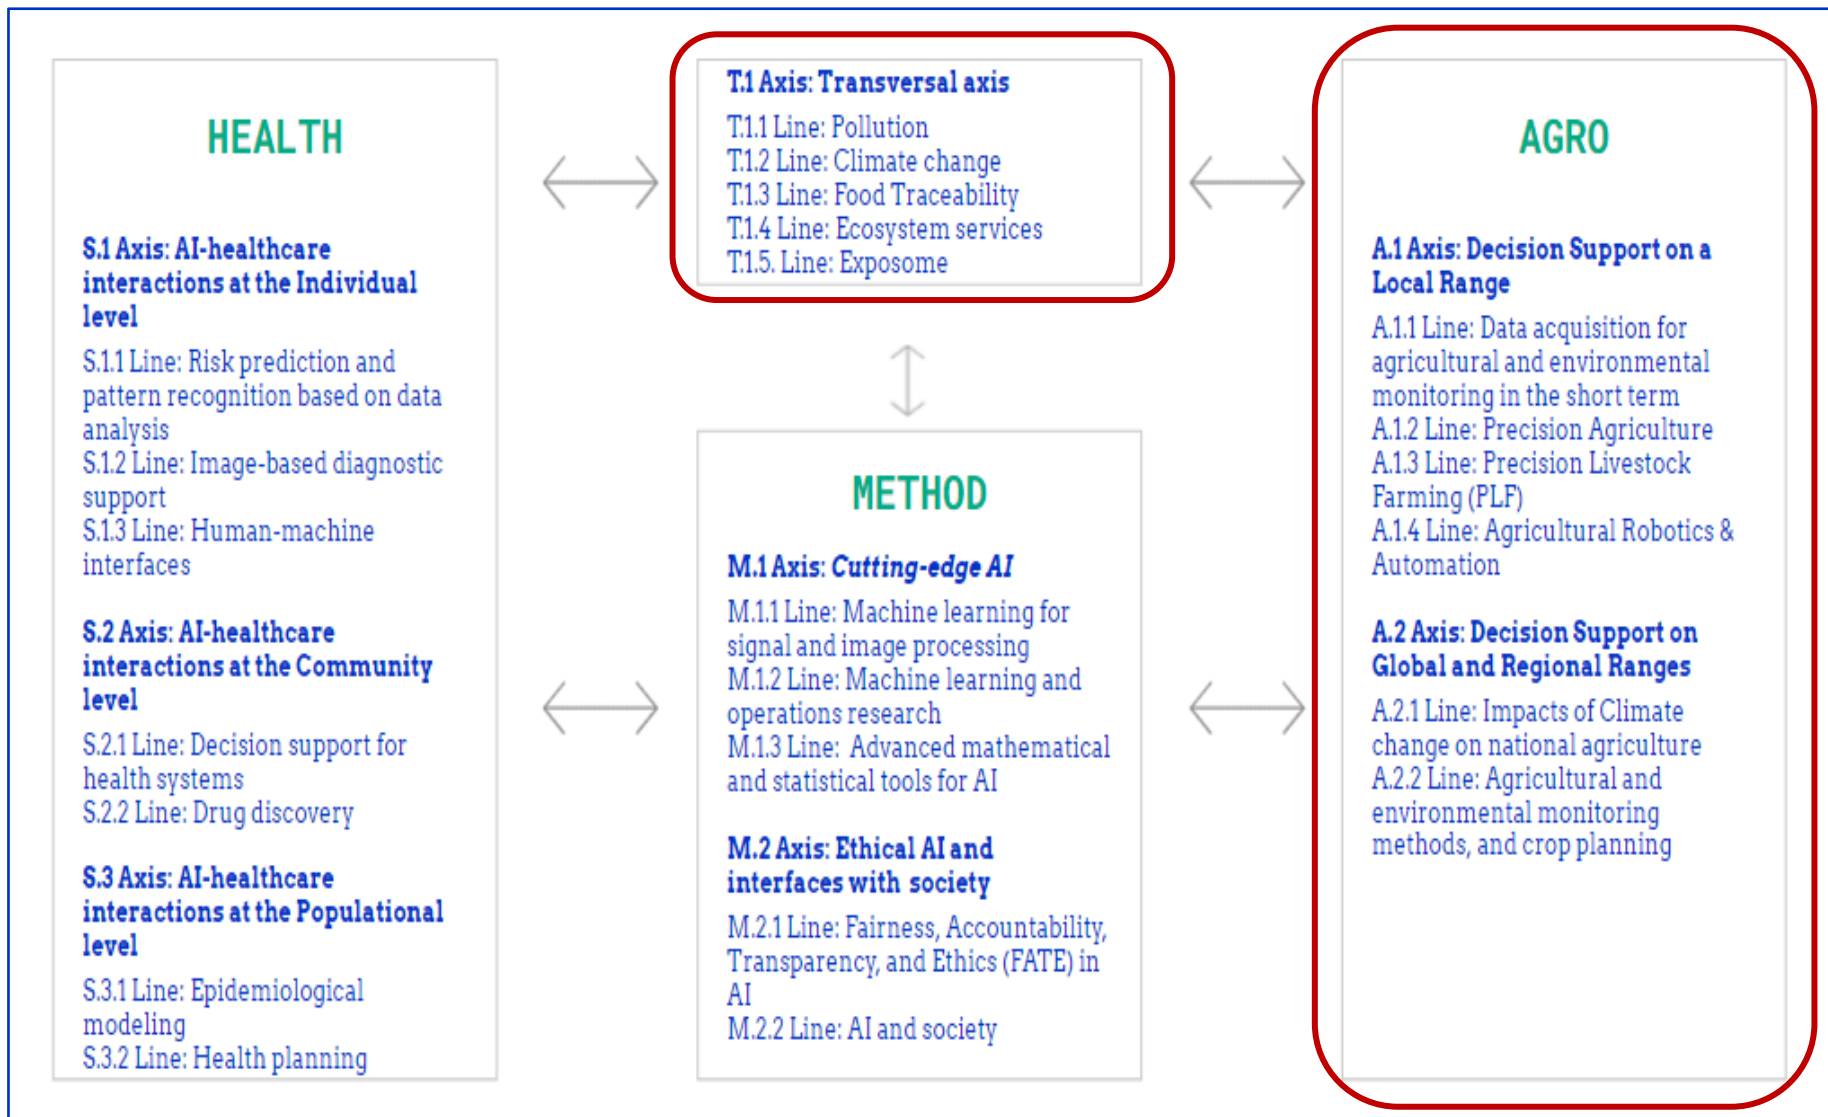 HEALTH
S.1 Axis: AI-healthcare
interactions at the Individual
level
S.1.1 Line: Risk prediction and
pattern recognition based on data
analysis
S.1.2 Line: Image-based diagnostic
support
S.1.3 Line: Human-machine
interfaces
S.2 Axis: AI-healthcare
interactions at the Community
level
S.2.1 Line: Decision support for
health systems
S.2.2 Line: Drug discovery
S.3 Axis: AI-healthcare
interactions at the Populational
level
S.3.1 Line: Epidemiological
modeling
S.3.2 Line: Health planning
T.1 Axis: Transversal axis
T.1.1 Line: Pollution
T.1.2 Line: Climate change
T.1.3 Line: Food Traceability
T.1.4 Line: Ecosystem services
T.1.5. Line: Exposome
METHOD
M.1 Axis: Cutting-edge AI
M.1.1 Line: Machine learning for
signal and image processing
M.1.2 Line: Machine learning and
operations research
M.1.3 Line: Advanced mathematical
and statistical tools for AI
M.2 Axis: Ethical AI and
interfaces with society
M.2.1 Line: Fairness, Accountability,
Transparency, and Ethics (FATE) in
AI
M.2.2 Line: AI and society
AGRO
A.1 Axis: Decision Support on a
Local Range
A.1.1 Line: Data acquisition for
agricultural and environmental
monitoring in the short term
A.1.2 Line: Precision Agriculture
A.1.3 Line: Precision Livestock
Farming (PLF)
A.1.4 Line: Agricultural Robotics &
Automation
A.2 Axis: Decision Support on
Global and Regional Ranges
A.2.1 Line: Impacts of Climate
change on national agriculture
A.2.2 Line: Agricultural and
environmental monitoring
methods, and crop planning